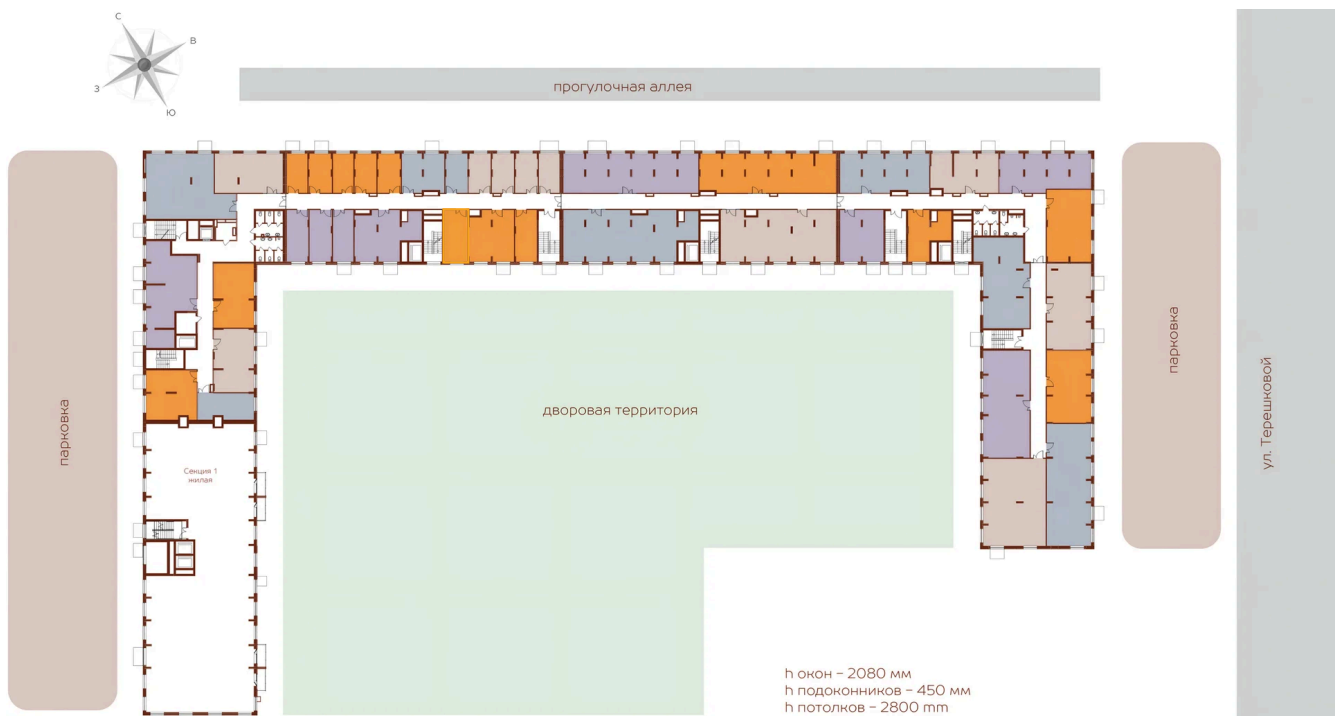 С
В
З
Ю
прогулочная аллея
парковка
парковка
ул. Терешковой
дворовая территория
Секция 1
жилая
h окон – 2080 мм
h подоконников – 450 мм
h потолков – 2800 mm